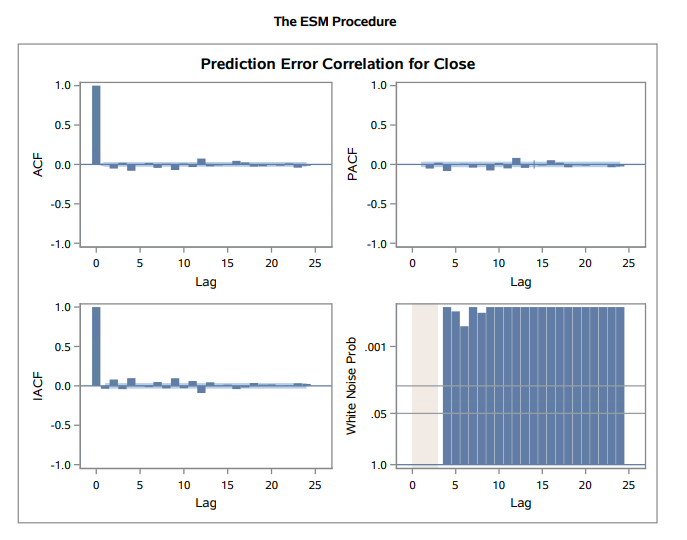 The ESM Procedure
Prediction Error Correlation for Close
1.0
0.5
0.0
-0.5
-1.0
ACF
0 5 10 15 20 25
Lag
1.0
0.5
0.0
-0.5
-1.0
PACF
0 5 10 15 20 25
Lag
1.0
0.5
0.0
-0.5
-1.0
IACF
0 5 10 15 20 25
Lag
.001
.05
1.0
White Noise Prob
0 5 10 15 20 25
Lag